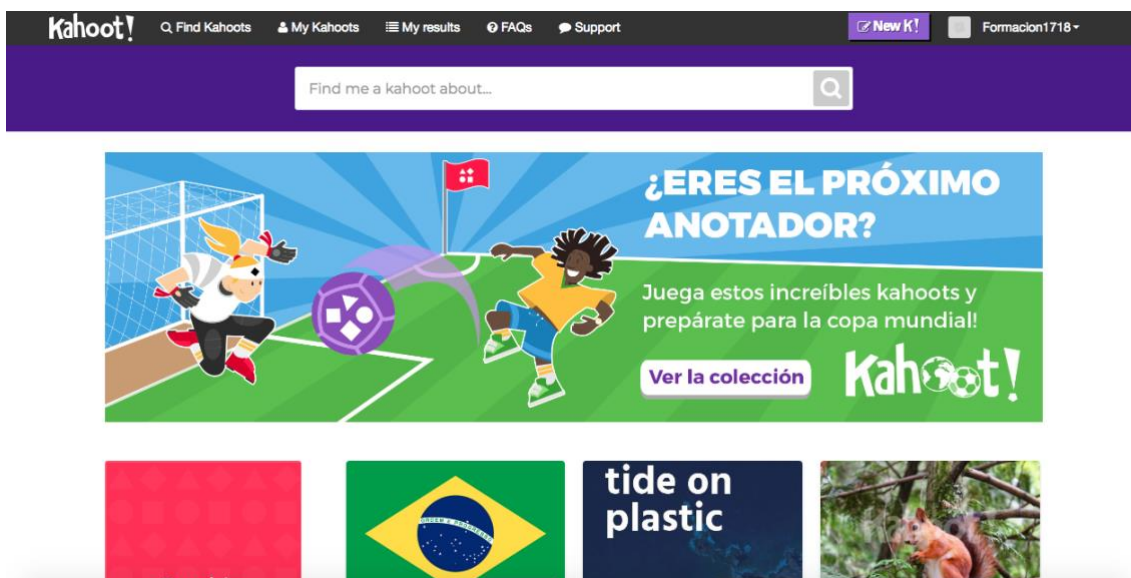 Kahoot! Find Kahoots My Kahoots My results FAQs Support New K! Formacion1718
Find me a kahoot about...
¿ERES EL PRÓXIMO
ANOTADOR?
Juega estos increíbles kahoots y
prepárate para la copa mundial!
Ver la colección Kahoot!
tide on
plastic